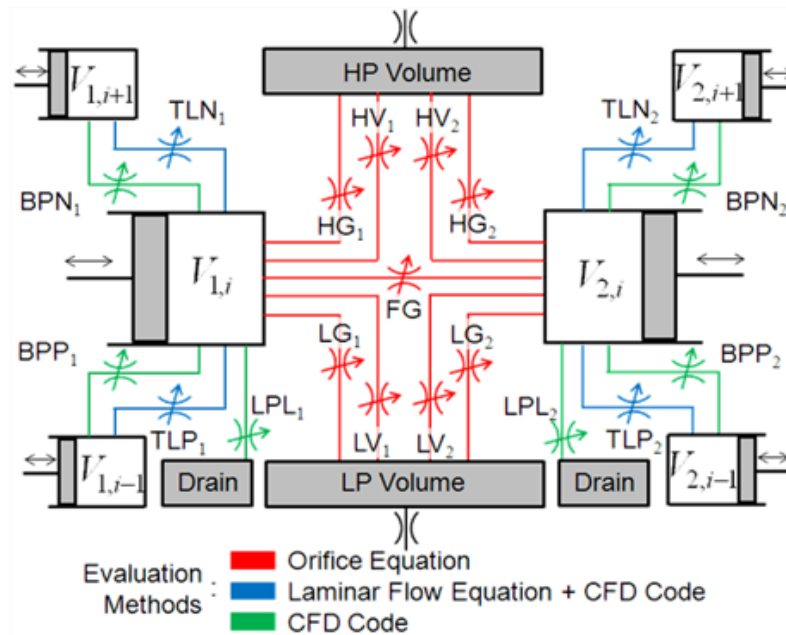 HP Volume
V1,i+1
V2,i+1
TLN1
HV1
HV2
TLN2
BPN1
HG1
HG2
BPN2
V1,i
V2,i
FG
BPP1
LG1
LG2
BPP2
LPL1
LPL2
TLP1
LV1
LV2
TLP2
V1,i−1
Drain
LP Volume
Drain
V2,i−1
Evaluation Methods :
Orifice Equation
Laminar Flow Equation + CFD Code
CFD Code